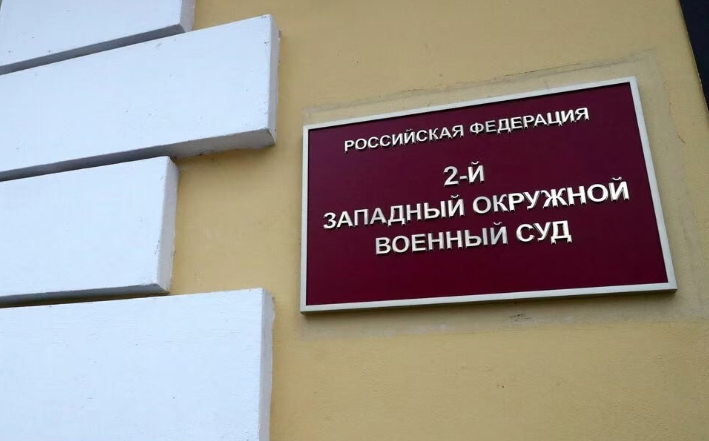 РОССИЙСКАЯ ФЕДЕРАЦИЯ
2-Й
ЗАПАДНЫЙ ОКРУЖНОЙ
ВОЕННЫЙ СУД